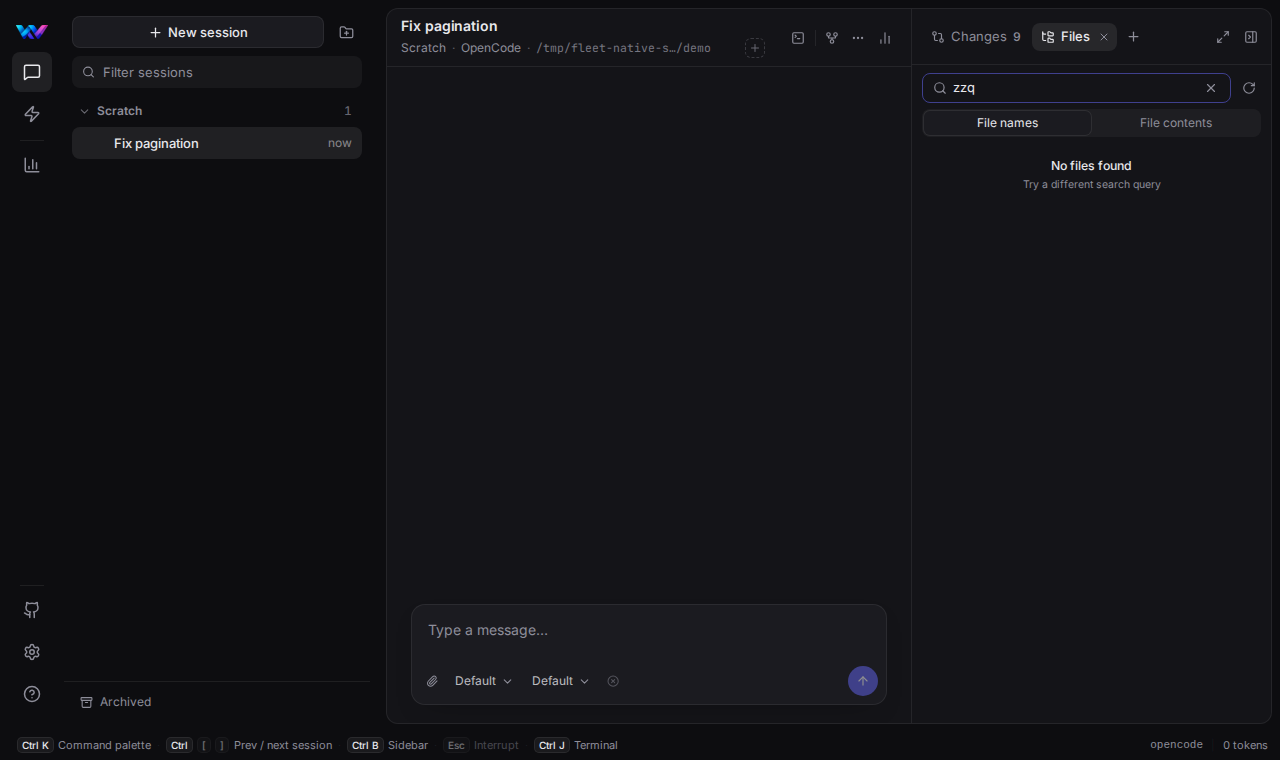 New session
Filter sessions
Scratch 1
Fix pagination now
Archived
Fix pagination
Scratch · OpenCode · /tmp/fleet-native-s…/demo
Type a message...
Default Default
Changes 9 Files
zzq
File names File contents
No files found
Try a different search query
Ctrl K Command palette Ctrl [ ] Prev / next session Ctrl B Sidebar Esc Interrupt Ctrl J Terminal opencode 0 tokens